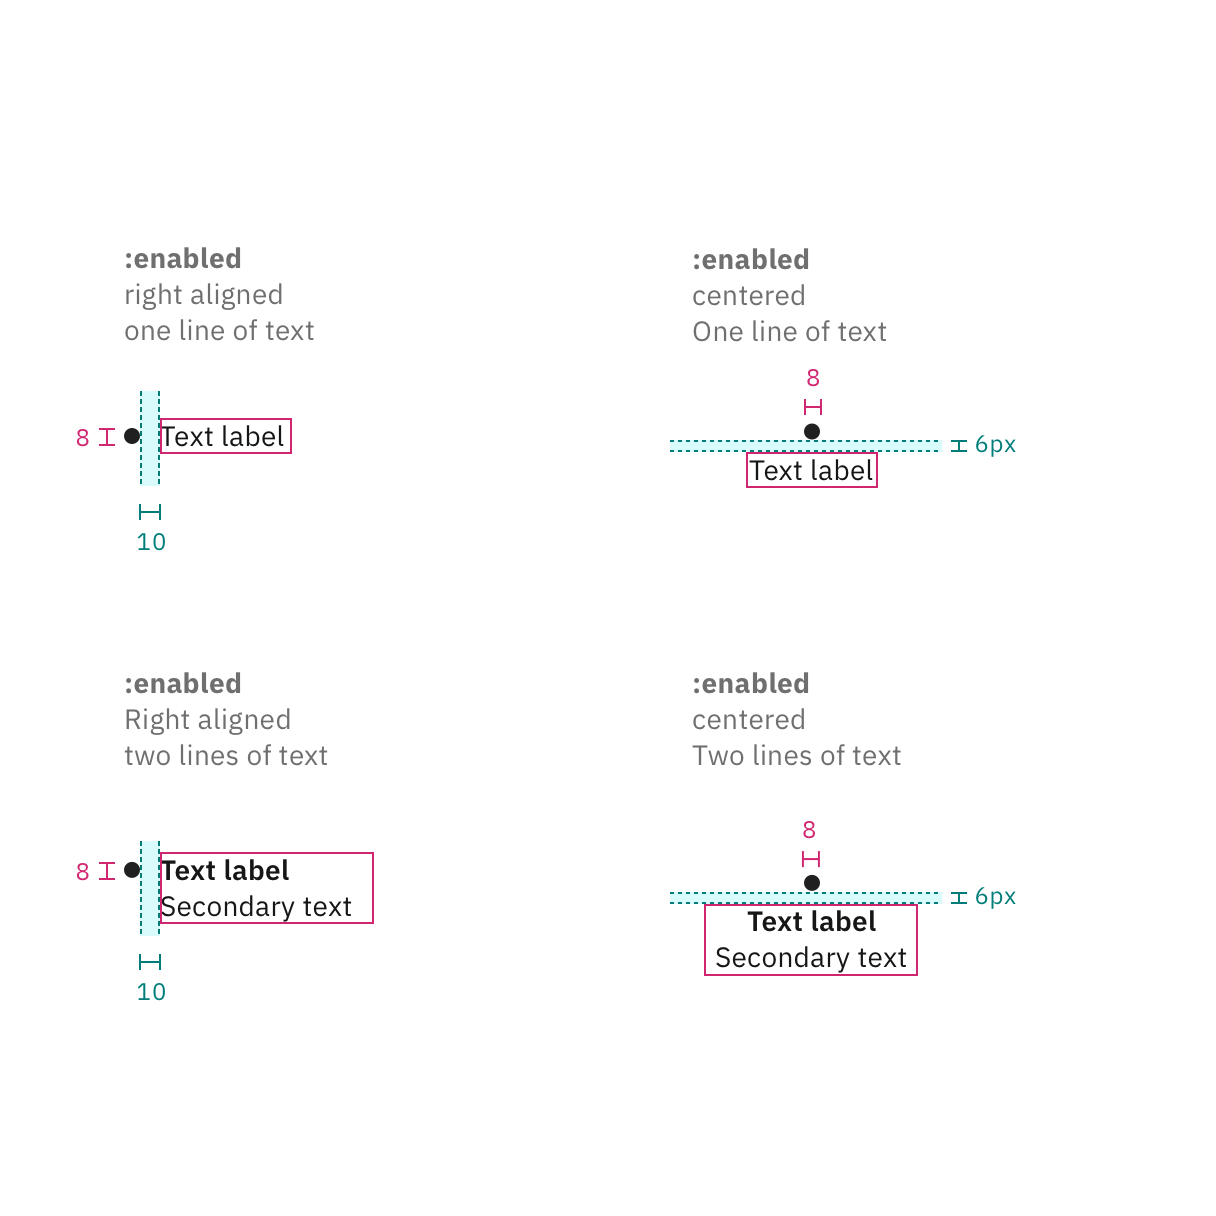 :enabled
right aligned
one line of text
8
Text label
10
:enabled
centered
One line of text
8
6px
Text label
:enabled
Right aligned
two lines of text
8
Text label
Secondary text
10
:enabled
centered
Two lines of text
8
6px
Text label
Secondary text